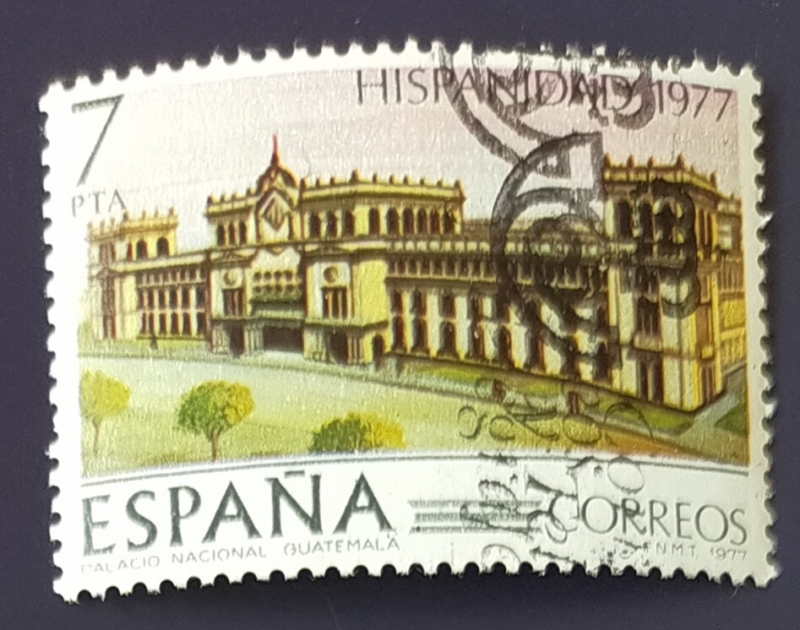 7
PTA
HISPANIDAD 1977
ESPAÑA CORREOS
PALACIO NACIONAL GUATEMALA F.N.M.T. 1977